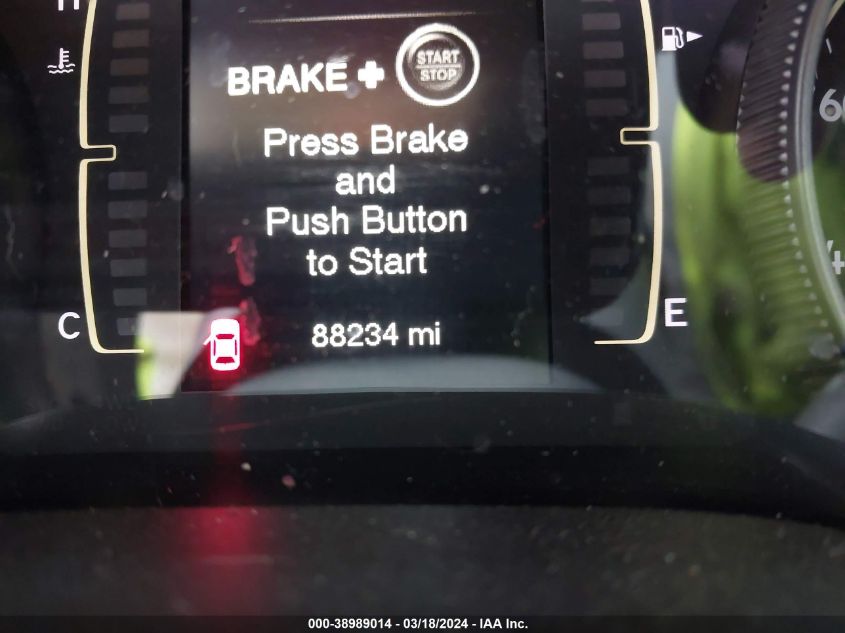 H
BRAKE + START STOP
Press Brake
and
Push Button
to Start
C
88234 mi
E
000-38989014 - 03/18/2024 - IAA Inc.